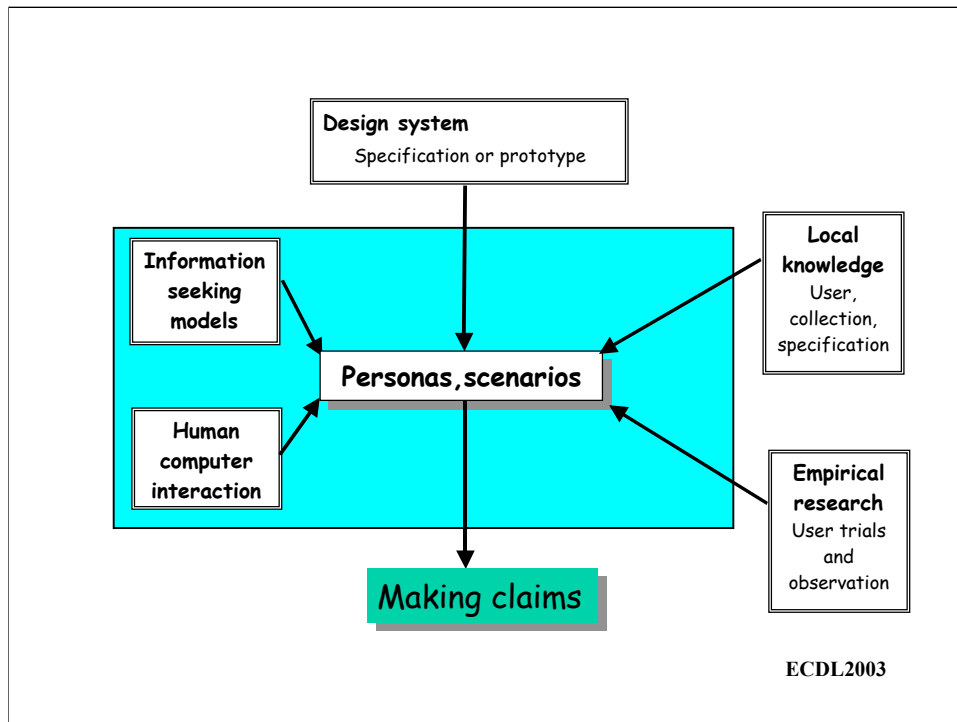 Design system
Specification or prototype
Information
seeking
models
Local
knowledge
User,
collection,
specification
Personas,scenarios
Human
computer
interaction
Empirical
research
User trials
and
observation
Making claims
ECDL2003